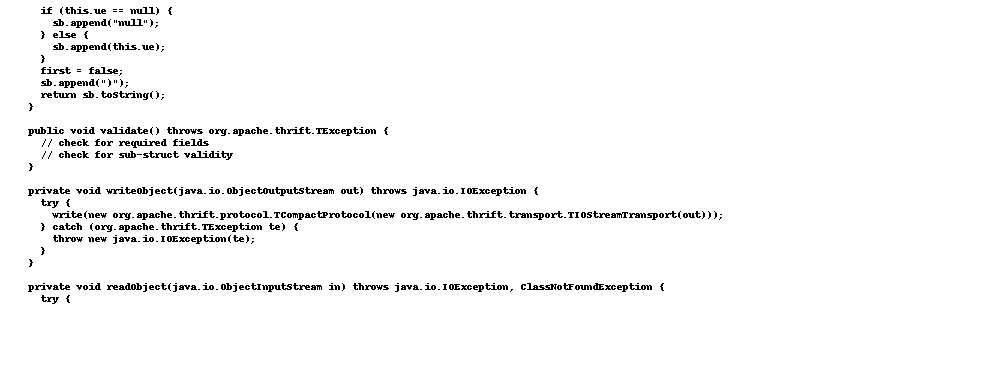 if (this.ue == null) {
sb.append("null");
} else {
sb.append(this.ue);
}
first = false;
sb.append(")");
return sb.toString();
}
public void validate() throws org.apache.thrift.TException {
// check for required fields
// check for sub-struct validity
}
private void writeObject(java.io.ObjectOutputStream out) throws java.io.IOException {
try {
write(new org.apache.thrift.protocol.TCompactProtocol(new org.apache.thrift.transport.TIOStreamTransport(out)));
} catch (org.apache.thrift.TException te) {
throw new java.io.IOException(te);
}
}
private void readObject(java.io.ObjectInputStream in) throws java.io.IOException, ClassNotFoundException {
try {